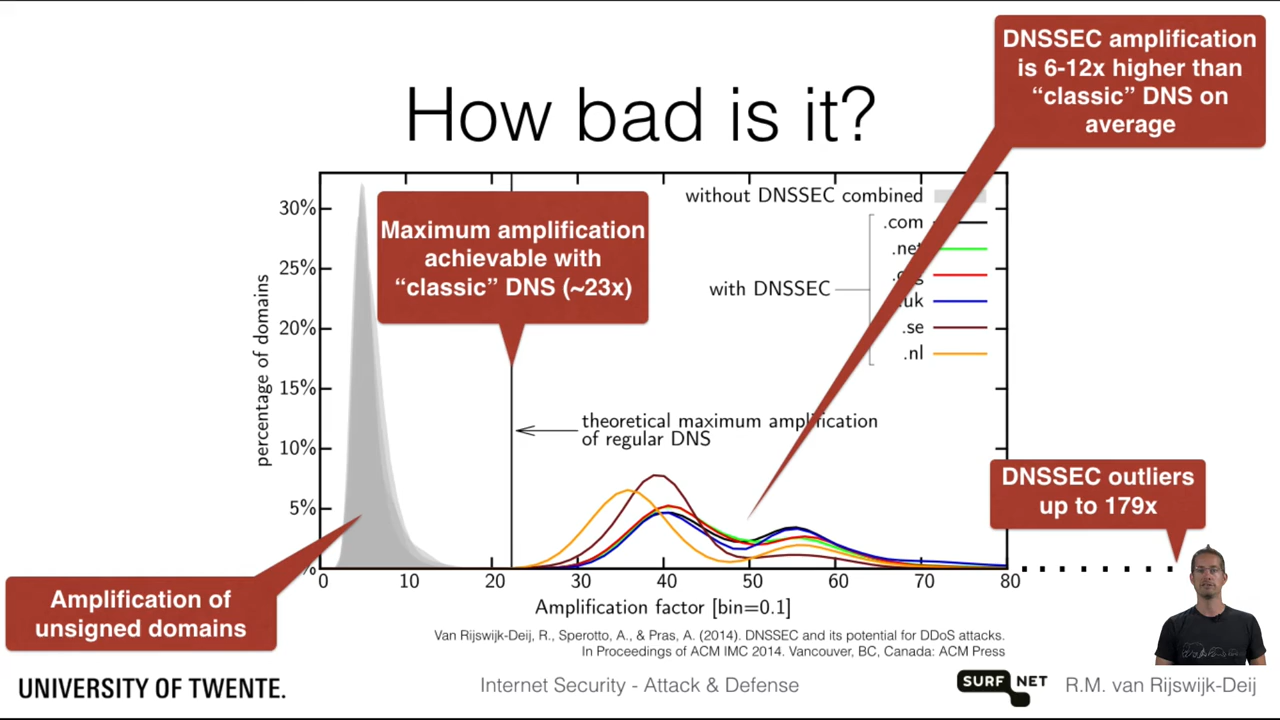 DNSSEC amplification
is 6-12x higher than
“classic” DNS on
average
How bad is it?
Maximum amplification
achievable with
“classic” DNS (~23x)
without DNSSEC combined
.com
.net
with DNSSEC
.uk
.se
.nl
percentage of domains
30%
25%
20%
15%
10%
5%
theoretical maximum amplification
of regular DNS
DNSSEC outliers
up to 179x
Amplification of
unsigned domains
0 10 20 30 40 50 60 70 80
Amplification factor [bin=0.1]
Van Rijswijk-Deij, R., Sperotto, A., & Pras, A. (2014). DNSSEC and its potential for DDoS attacks.
In Proceedings of ACM IMC 2014. Vancouver, BC, Canada: ACM Press
UNIVERSITY OF TWENTE.
Internet Security - Attack & Defense
SURF NET
R.M. van Rijswijk-Deij